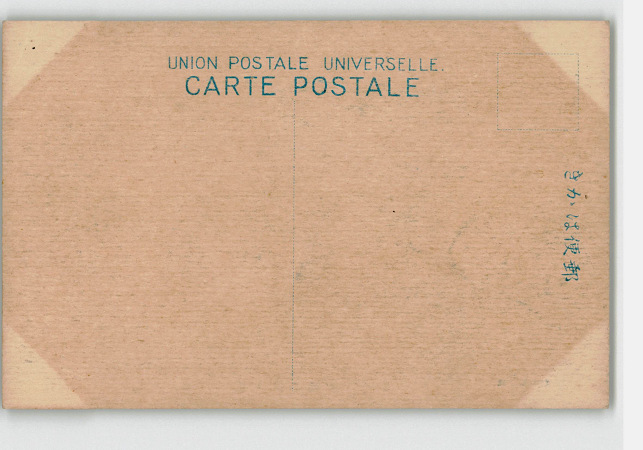 UNION POSTALE UNIVERSELLE.
CARTE POSTALE
きかは便郵